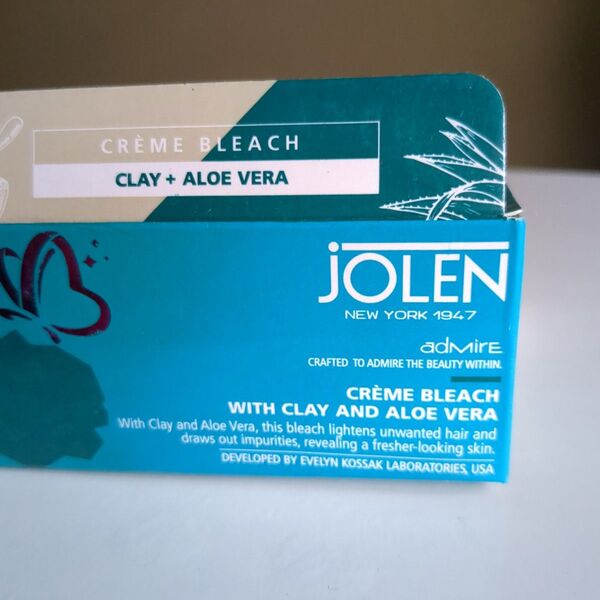 CRÈME BLEACH
CLAY + ALOE VERA
JOLEN
NEW YORK 1947
adMirE
CRAFTED TO ADMIRE THE BEAUTY WITHIN.
CRÈME BLEACH
WITH CLAY AND ALOE VERA
With Clay and Aloe Vera, this bleach lightens unwanted hair and
draws out impurities, revealing a fresher-looking skin.
DEVELOPED BY EVELYN KOSSAK LABORATORIES, USA